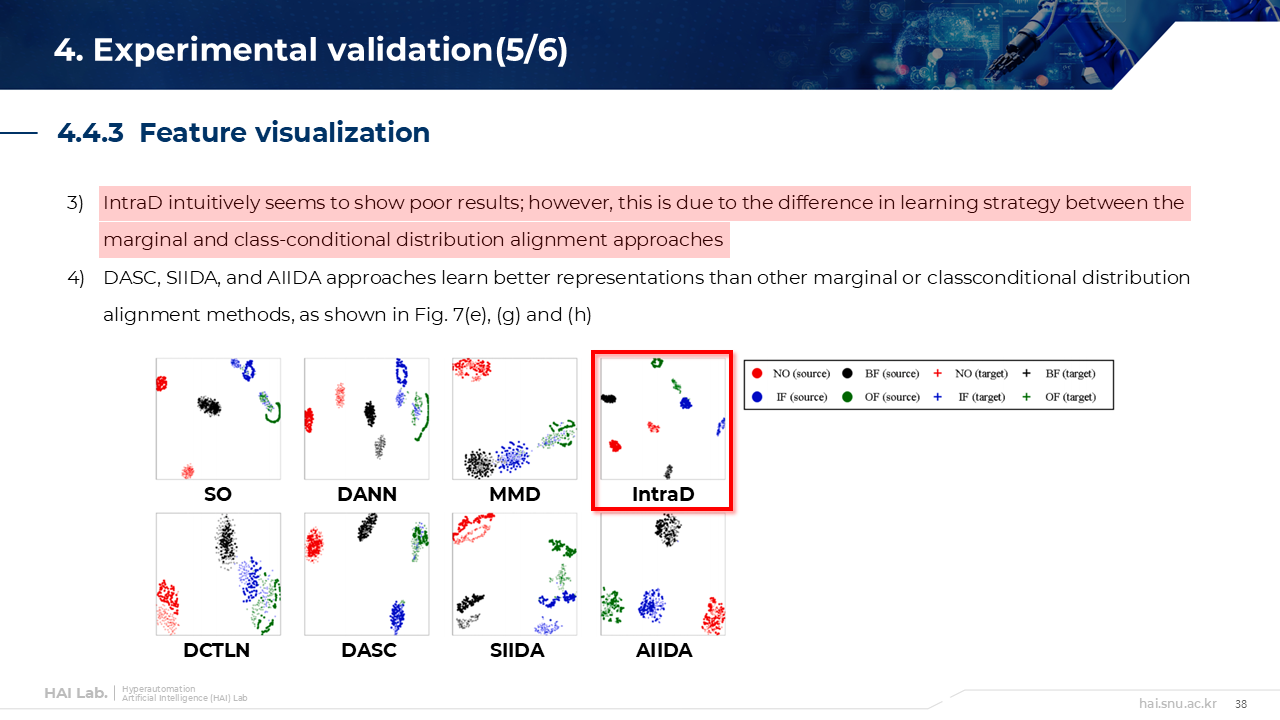 4. Experimental validation(5/6)
4.4.3 Feature visualization
3) IntraD intuitively seems to show poor results; however, this is due to the difference in learning strategy between the
marginal and class-conditional distribution alignment approaches
4) DASC, SIIDA, and AIIDA approaches learn better representations than other marginal or classconditional distribution
alignment methods, as shown in Fig. 7(e), (g) and (h)
NO (source) BF (source) + NO (target) + BF (target)
IF (source) OF (source) + IF (target) + OF (target)
SO DANN MMD IntraD
DCTLN DASC SIIDA AIIDA
HAI Lab. Hyperautomation
Artificial Intelligence (HAI) Lab
hai.snu.ac.kr 38